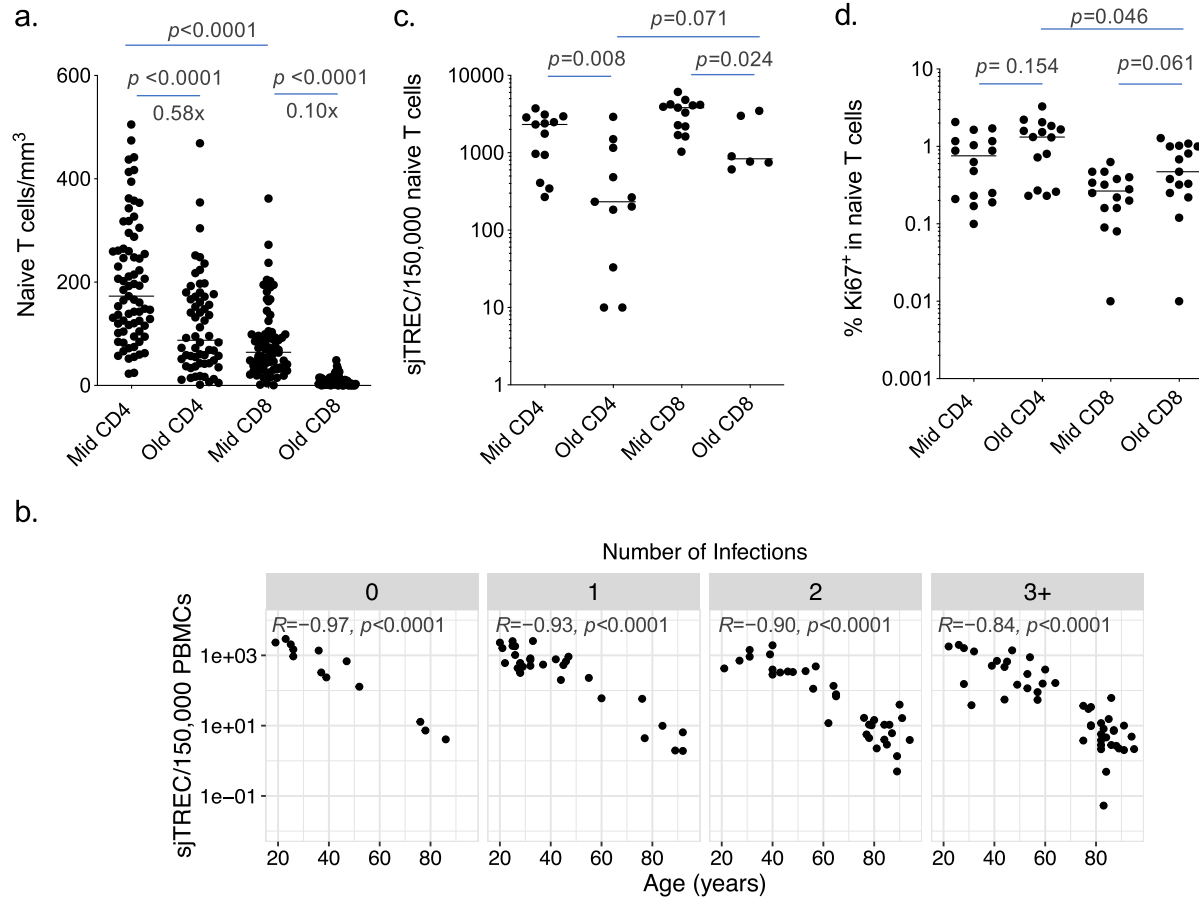 a.
p<0.0001
p <0.0001
p <0.0001
0.58x
0.10x
Naive T cells/mm³
600
400
200
0
Mid CD4
Old CD4
Mid CD8
Old CD8
c.
p=0.071
p=0.008
p=0.024
sjTREC/150,000 naive T cells
10000
1000
100
10
1
Mid CD4
Old CD4
Mid CD8
Old CD8
d.
p=0.046
p= 0.154
p=0.061
% Ki67⁺ in naive T cells
10
1
0.1
0.01
0.001
Mid CD4
Old CD4
Mid CD8
Old CD8
b.
Number of Infections
0
1
2
3+
R=−0.97, p<0.0001
R=−0.93, p<0.0001
R=−0.90, p<0.0001
R=−0.84, p<0.0001
sjTREC/150,000 PBMCs
1e+03
1e+01
1e−01
20 40 60 80
20 40 60 80
20 40 60 80
20 40 60 80
Age (years)